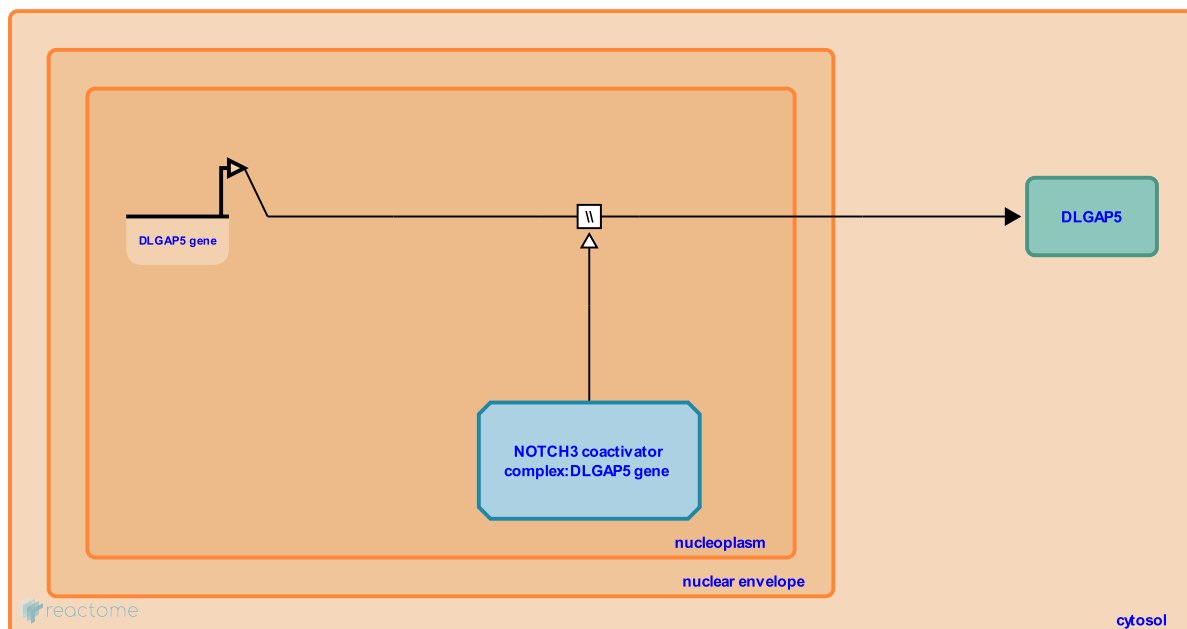 \\
DLGAP5
DLGAP5 gene
NOTCH3 coactivator
complex:DLGAP5 gene
nucleoplasm
nuclear envelope
reactome
cytosol